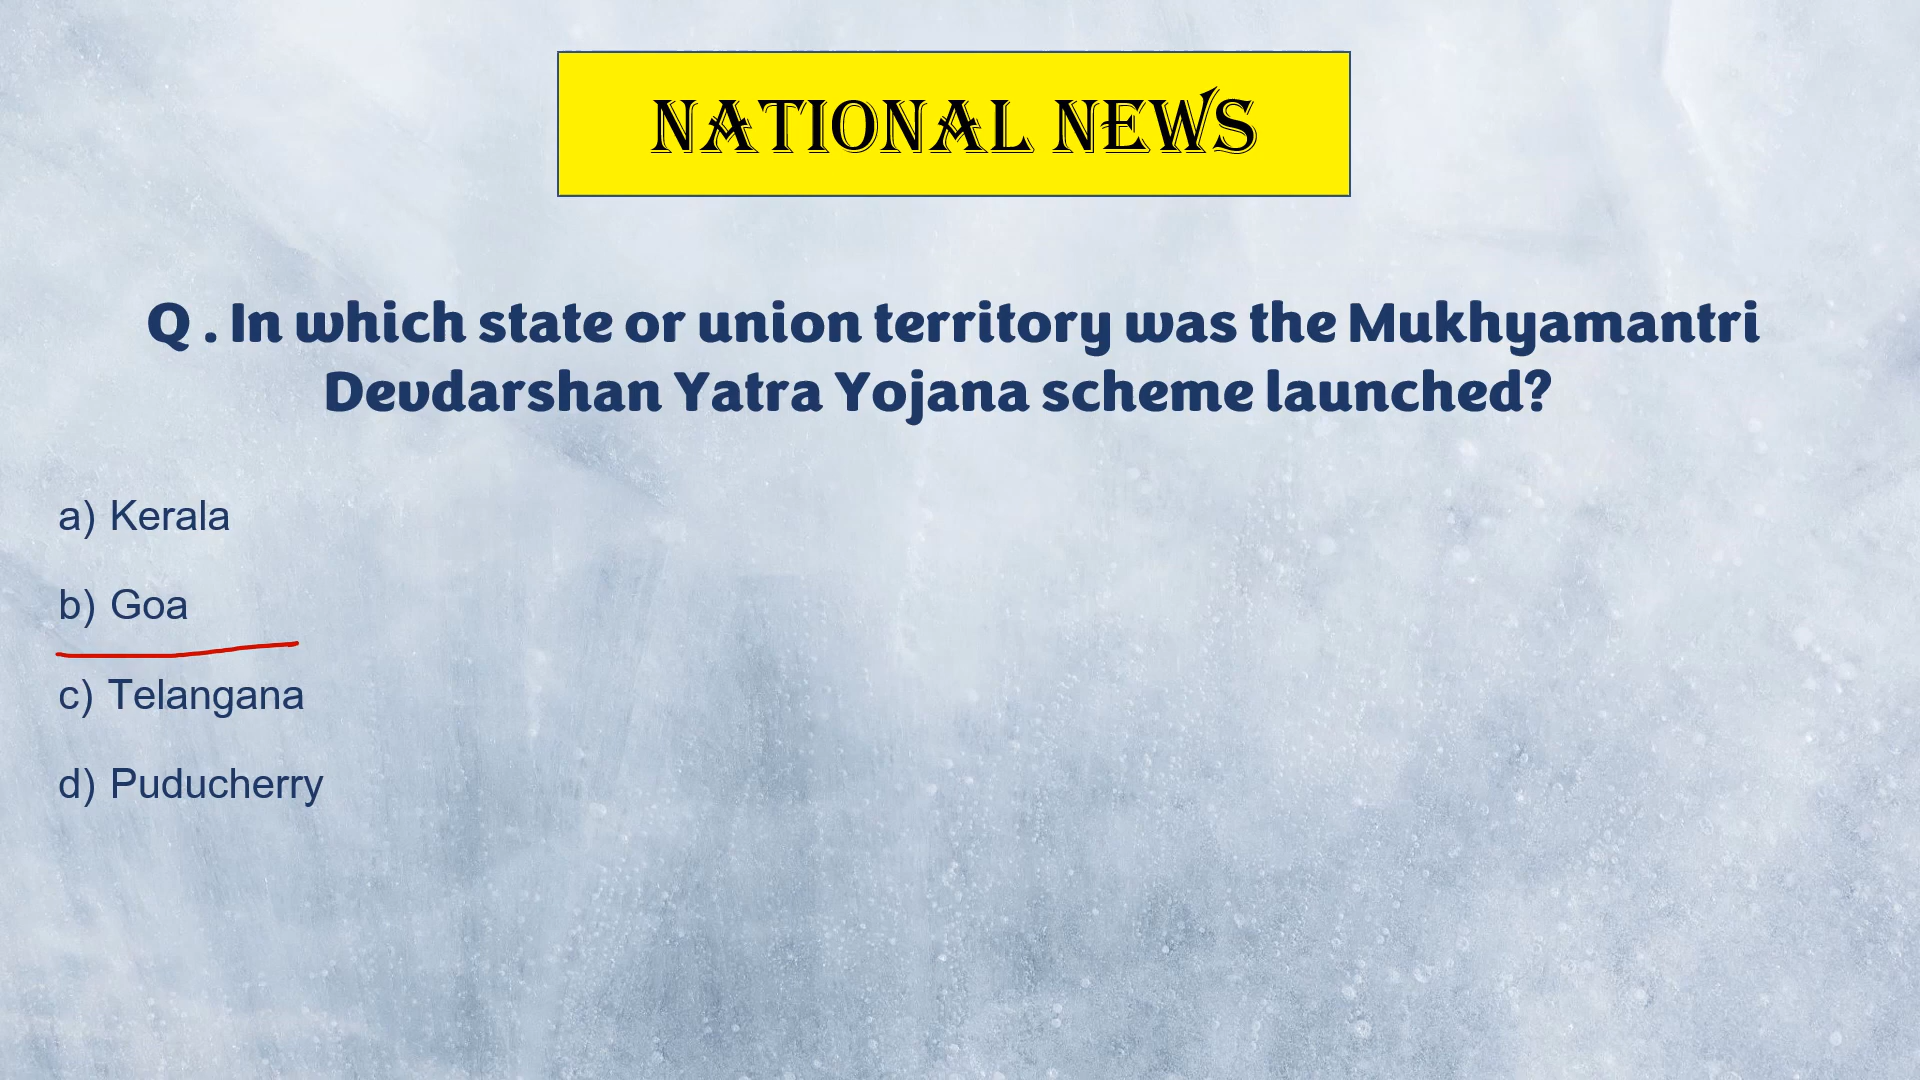 NATIONAL NEWS
Q . In which state or union territory was the Mukhyamantri
Devdarshan Yatra Yojana scheme launched?
a) Kerala
b) Goa
c) Telangana
d) Puducherry